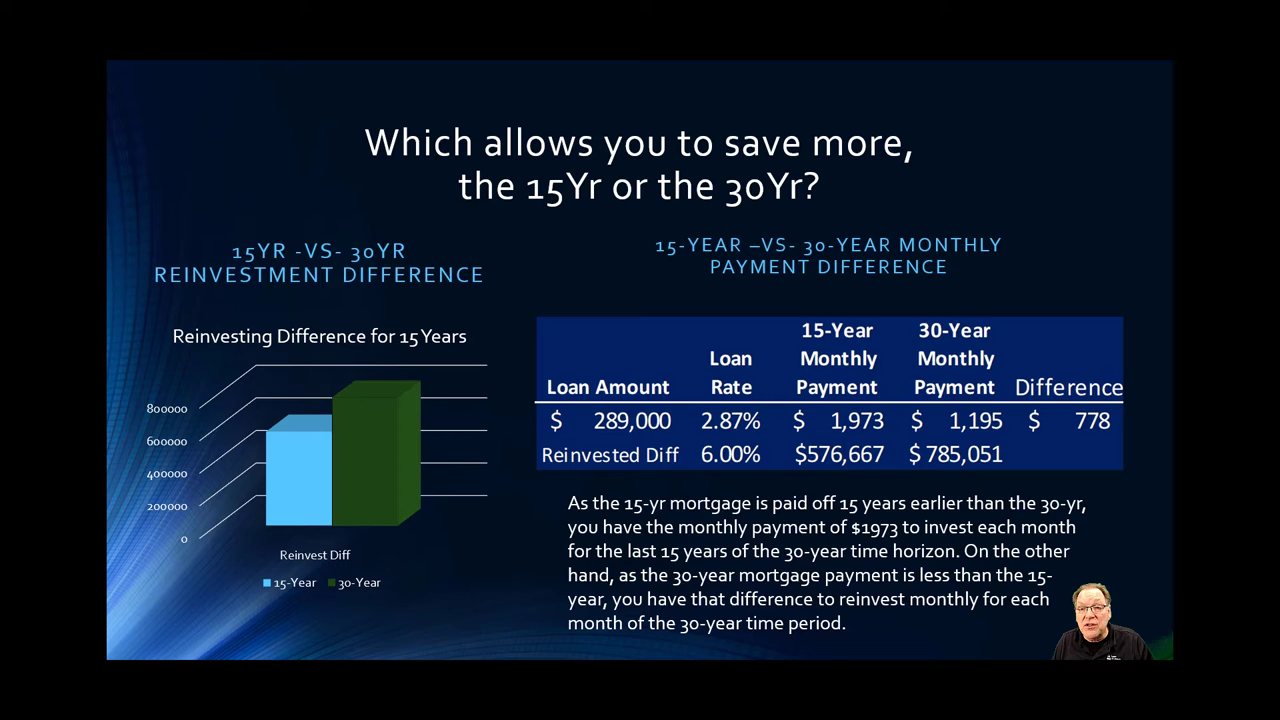 Which allows you to save more,
the 15Yr or the 30Yr?
15YR -VS- 30YR
REINVESTMENT DIFFERENCE
Reinvesting Difference for 15 Years
800000
600000
400000
200000
0
Reinvest Diff
15-Year 30-Year
15-YEAR –VS- 30-YEAR MONTHLY
PAYMENT DIFFERENCE
15-Year 30-Year
Loan Monthly Monthly
Loan Amount Rate Payment Payment Difference
$ 289,000 2.87% $ 1,973 $ 1,195 $ 778
Reinvested Diff 6.00% $576,667 $ 785,051
As the 15-yr mortgage is paid off 15 years earlier than the 30-yr,
you have the monthly payment of $1973 to invest each month
for the last 15 years of the 30-year time horizon. On the other
hand, as the 30-year mortgage payment is less than the 15-
year, you have that difference to reinvest monthly for each
month of the 30-year time period.